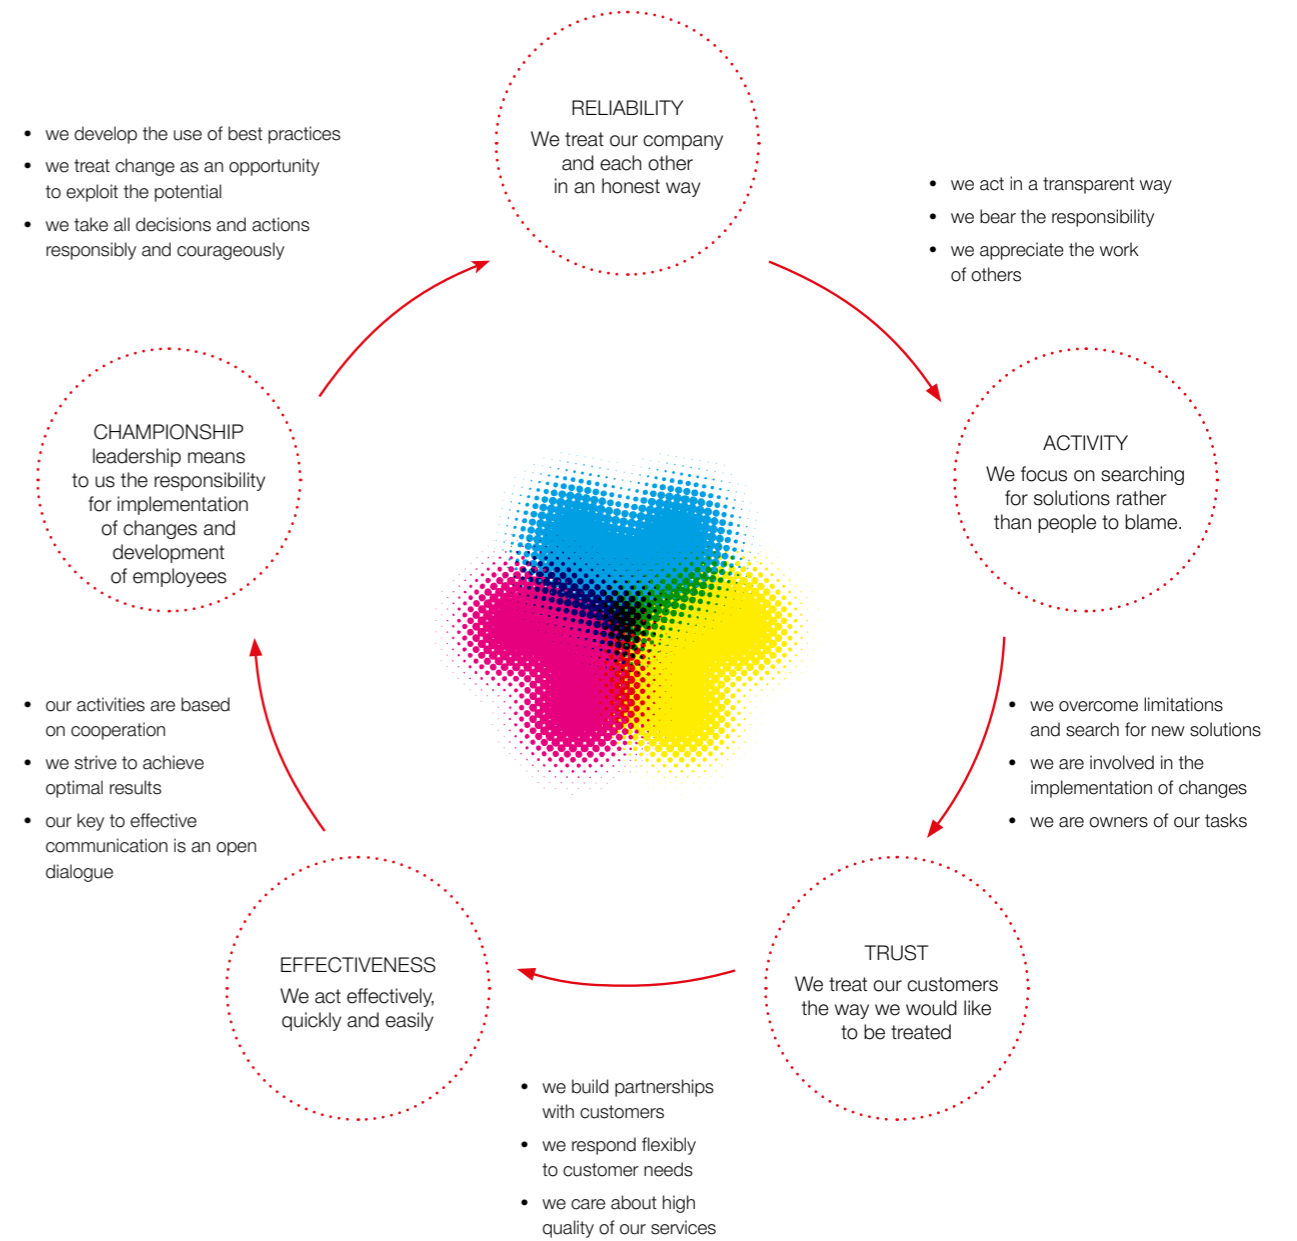 RELIABILITY
We treat our company
and each other
in an honest way
• we act in a transparent way
• we bear the responsibility
• we appreciate the work
of others
ACTIVITY
We focus on searching
for solutions rather
than people to blame.
• we overcome limitations
and search for new solutions
• we are involved in the
implementation of changes
• we are owners of our tasks
TRUST
We treat our customers
the way we would like
to be treated
• we build partnerships
with customers
• we respond flexibly
to customer needs
• we care about high
quality of our services
EFFECTIVENESS
We act effectively,
quickly and easily
• our activities are based
on cooperation
• we strive to achieve
optimal results
• our key to effective
communication is an open
dialogue
CHAMPIONSHIP
leadership means
to us the responsibility
for implementation
of changes and
development
of employees
• we develop the use of best practices
• we treat change as an opportunity
to exploit the potential
• we take all decisions and actions
responsibly and courageously